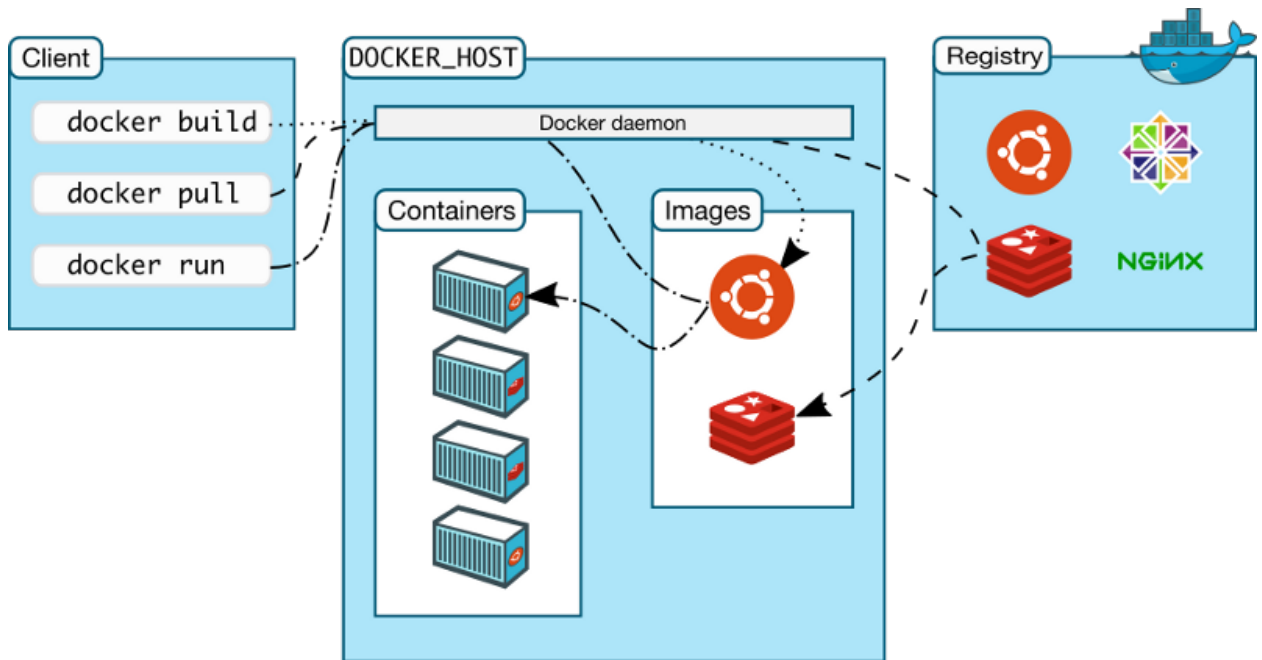 Client
docker build
docker pull
docker run
DOCKER_HOST
Docker daemon
Containers
Images
Registry
NGiNX